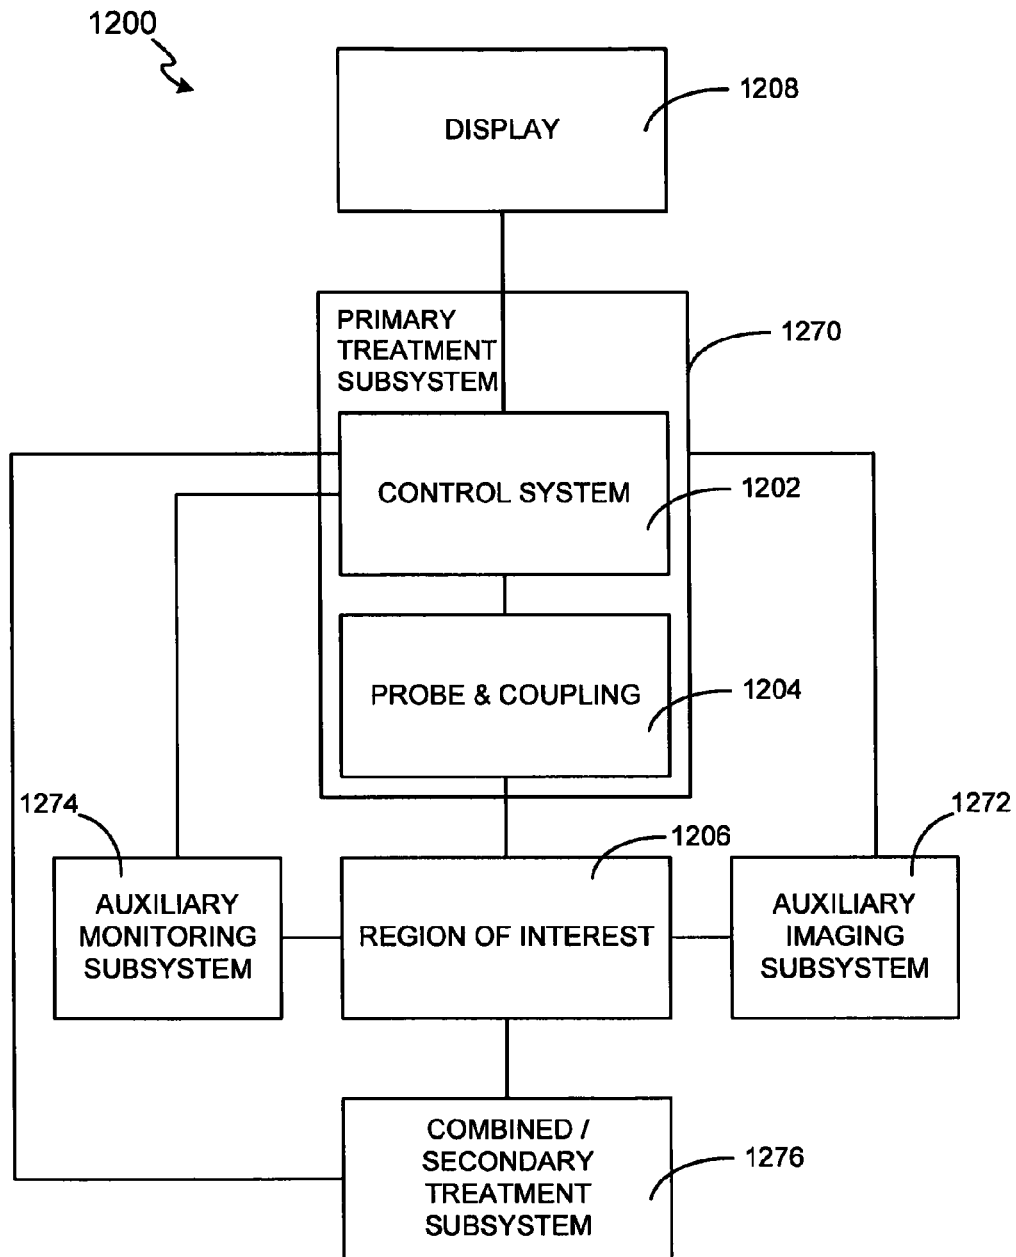 1200
1208
DISPLAY
PRIMARY
TREATMENT
SUBSYSTEM
1270
CONTROL SYSTEM
1202
PROBE & COUPLING
1204
1274
1206
1272
AUXILIARY
MONITORING
SUBSYSTEM
REGION OF INTEREST
AUXILIARY
IMAGING
SUBSYSTEM
COMBINED /
SECONDARY
TREATMENT
SUBSYSTEM
1276